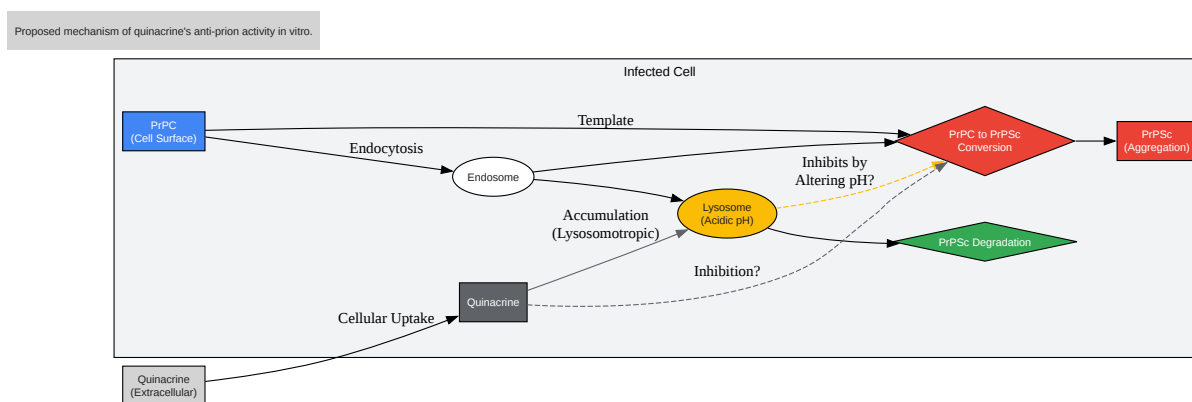 Proposed mechanism of quinacrine's anti-prion activity in vitro.
Infected Cell
PrPC
(Cell Surface)
Template
Endocytosis
Endosome
PrPC to PrPSc
Conversion
PrPSc
(Aggregation)
Inhibits by
Altering pH?
Lysosome
(Acidic pH)
Accumulation
(Lysosomotropic)
PrPSc Degradation
Inhibition?
Quinacrine
Cellular Uptake
Quinacrine
(Extracellular)